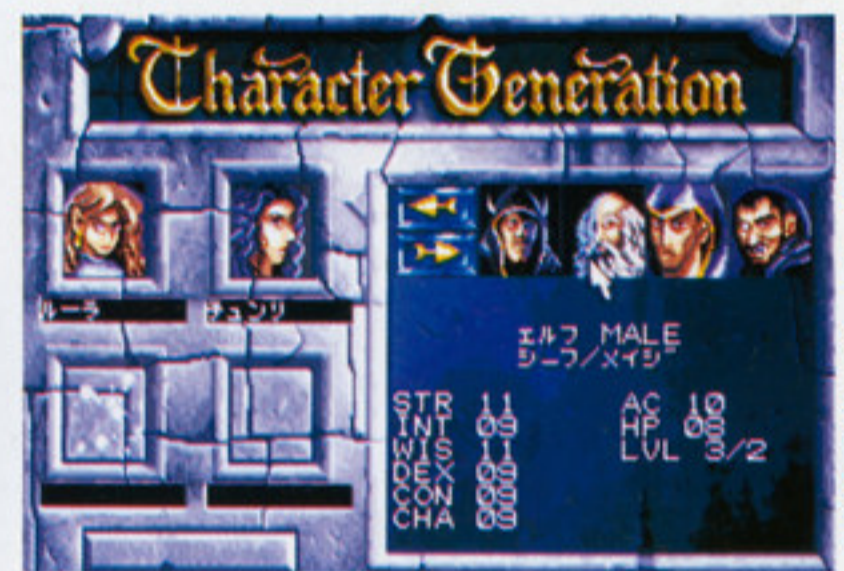 Character Generation
ルーラ
チュンリ
エルフ MALE
シーフ/メイジ
STR 11
INT 09
WIS 11
DEX 09
CON 09
CHA 09
AC 10
HP 08
LVL 3/2